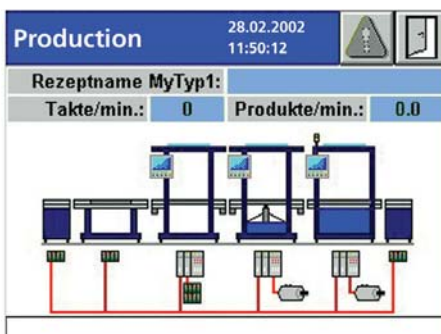 Production
28.02.2002
11:50:12
Rezeptname MyTyp1:
Takte/min.: 0 Produkte/min.: 0.0